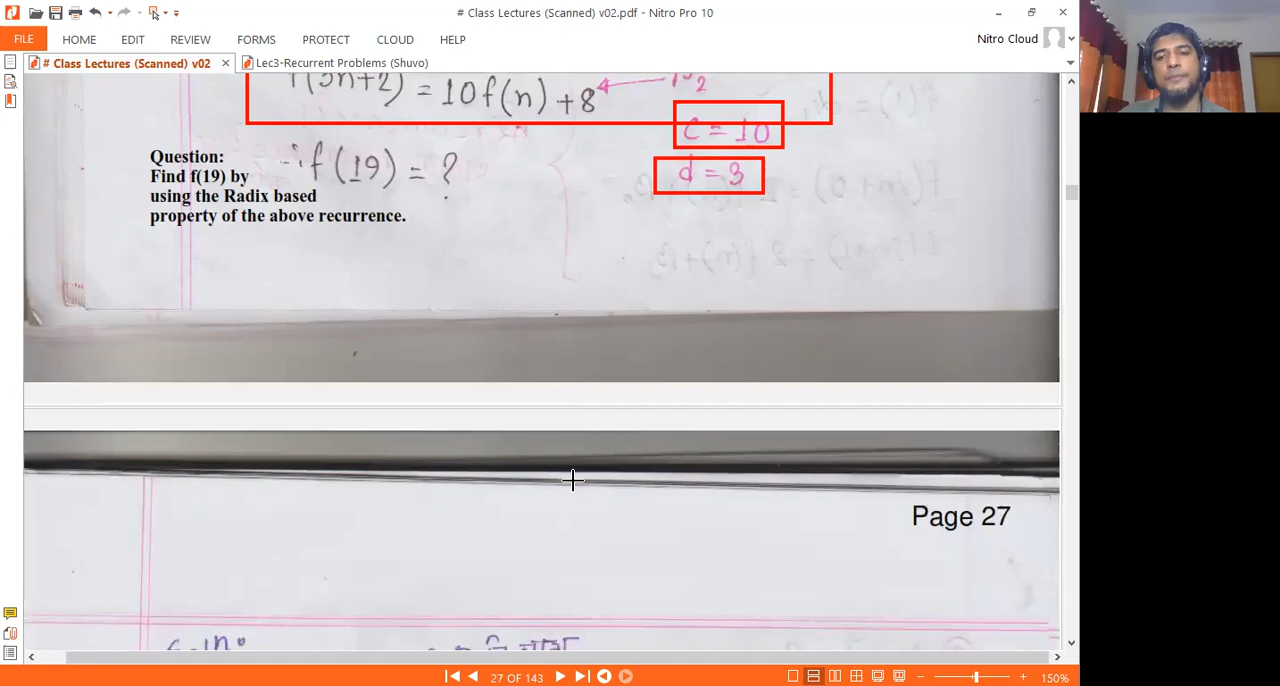 # Class Lectures (Scanned) v02.pdf - Nitro Pro 10
FILE HOME EDIT REVIEW FORMS PROTECT CLOUD HELP
Nitro Cloud
# Class Lectures (Scanned) v02
Lec3-Recurrent Problems (Shuvo)
f(3n+2) = 10f(n) + 8
c = 10
d = 3
f(19) = ?
Question:
Find f(19) by
using the Radix based
property of the above recurrence.
Page 27
27 OF 143
150%